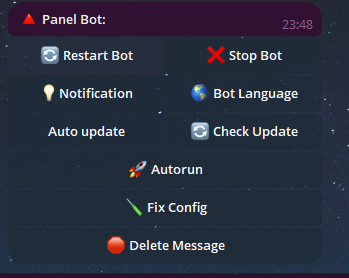 Panel Bot:
23:48
Restart Bot
Stop Bot
Notification
Bot Language
Auto update
Check Update
Autorun
Fix Config
Delete Message